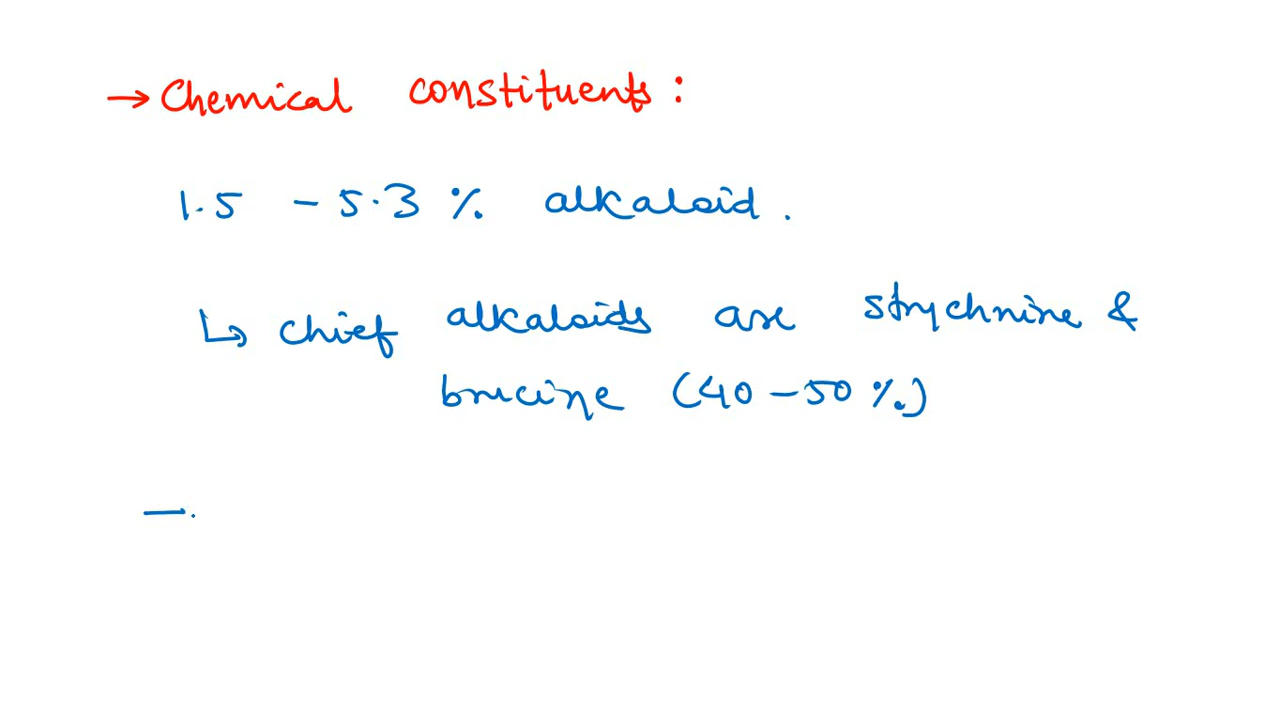 → Chemical constituents :
1.5 - 5.3 % alkaloid .
↳ chief alkaloids are strychnine &
brucine (40 - 50 %)
—.